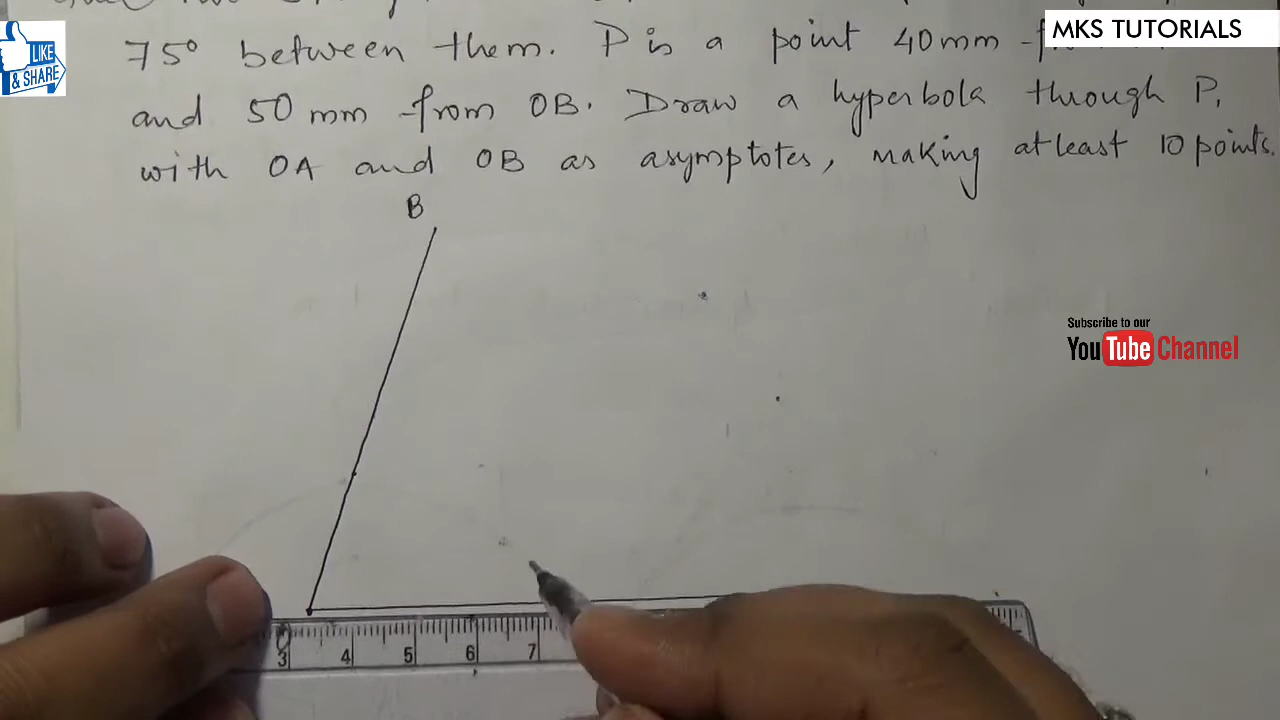 75° between them. P is a point 40mm
and 50 mm from OB. Draw a hyperbola through P,
with OA and OB as asymptotes, making atleast 10 points.
MKS TUTORIALS
LIKE
& SHARE
B
Subscribe to our
YouTube Channel
3 4 5 6 7